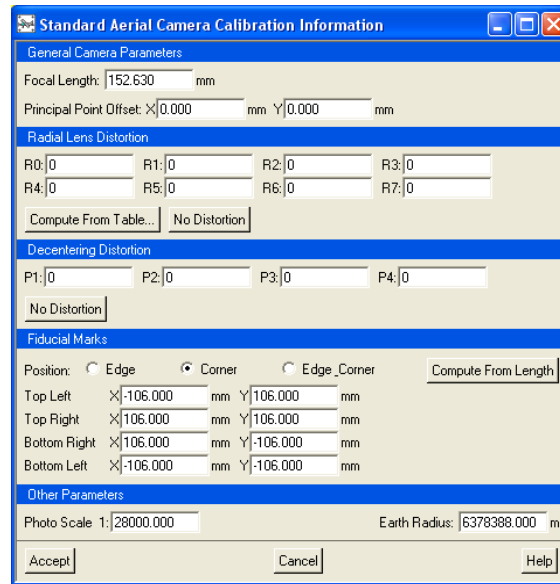 Standard Aerial Camera Calibration Information
General Camera Parameters
Focal Length: 152.630 mm
Principal Point Offset: X 0.000 mm Y 0.000 mm
Radial Lens Distortion
R0: 0 R1: 0 R2: 0 R3: 0
R4: 0 R5: 0 R6: 0 R7: 0
Compute From Table... No Distortion
Decentering Distortion
P1: 0 P2: 0 P3: 0 P4: 0
No Distortion
Fiducial Marks
Position: Edge Corner Edge_Corner Compute From Length
Top Left X -106.000 mm Y 106.000 mm
Top Right X 106.000 mm Y 106.000 mm
Bottom Right X 106.000 mm Y -106.000 mm
Bottom Left X -106.000 mm Y -106.000 mm
Other Parameters
Photo Scale 1: 28000.000 Earth Radius: 6378388.000 m
Accept Cancel Help